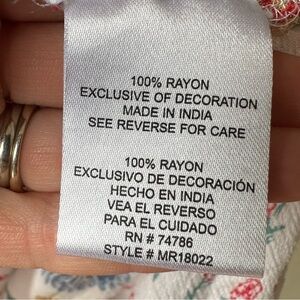 100% RAYON
EXCLUSIVE OF DECORATION
MADE IN INDIA
SEE REVERSE FOR CARE
100% RAYON
EXCLUSIVO DE DECORACIÓN
HECHO EN INDIA
VEA EL REVERSO
PARA EL CUIDADO
RN # 74786
STYLE # MR18022